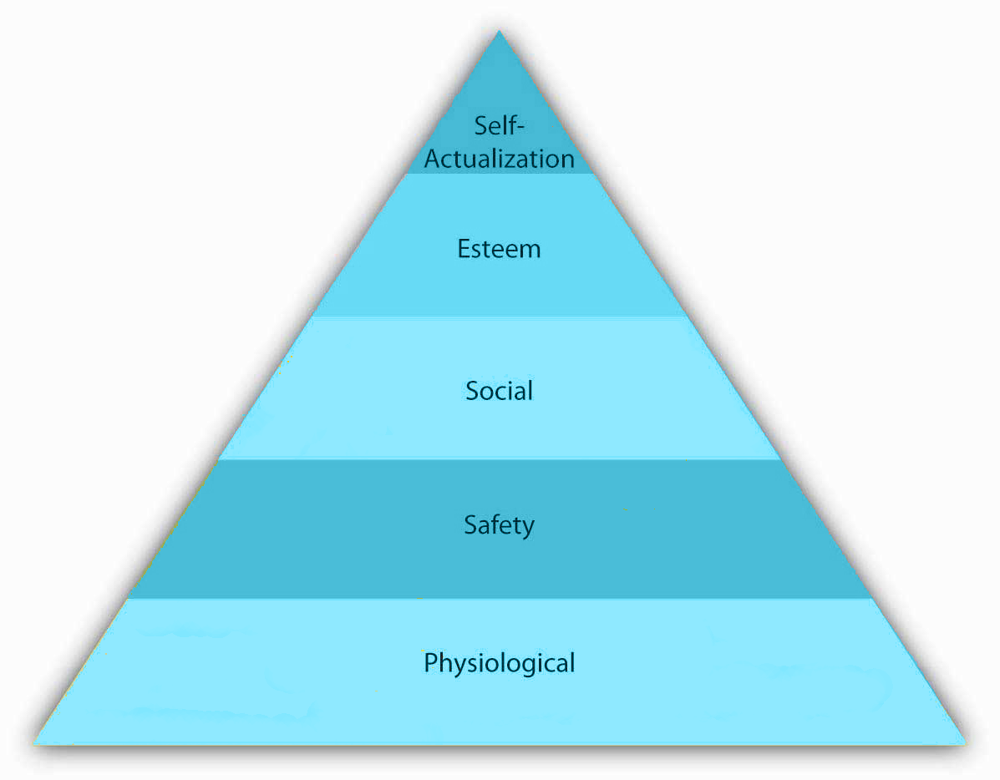 Self-
Actualization
Esteem
Social
Safety
Physiological